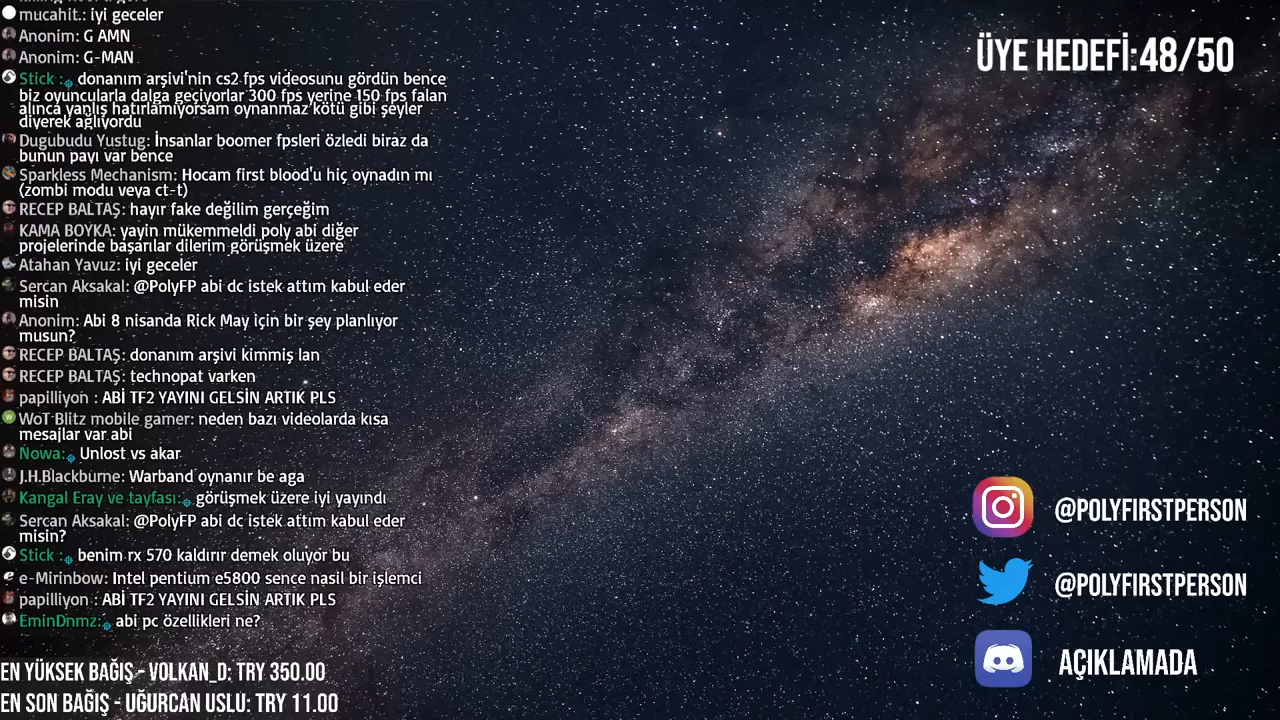 mucahit.: iyi geceler
Anonim: G AMN
Anonim: G-MAN
Stick : donanım arşivi'nin cs2 fps videosunu gördün bence
biz oyuncularla dalga geçiyorlar 300 fps yerine 150 fps falan
alınca yanlış hatırlamıyorsam oynanmaz kötü gibi şeyler
diyerek ağlıyordu
Dugubudu Yustug: İnsanlar boomer fpsleri özledi biraz da
bunun payı var bence
Sparkless Mechanism: Hocam first blood'u hiç oynadın mı
(zombi modu veya ct-t)
RECEP BALTAŞ: hayır fake değilim gerçeğim
KAMA BOYKA: yayin mükemmeldi poly abi diğer
projelerinde başarılar dilerim görüşmek üzere
Atahan Yavuz: iyi geceler
Sercan Aksakal: @PolyFP abi dc istek attım kabul eder
misin
Anonim: Abi 8 nisanda Rick May için bir şey planlıyor
musun?
RECEP BALTAŞ: donanım arşivi kimmiş lan
RECEP BALTAŞ: technopat varken
papilliyon : ABİ TF2 YAYINI GELSİN ARTIK PLS
WoT Blitz mobile gamer: neden bazı videolarda kısa
mesajlar var abi
Nowa: Unlost vs akar
J.H.Blackburne: Warband oynanır be aga
Kangal Eray ve tayfası: görüşmek üzere iyi yayındı
Sercan Aksakal: @PolyFP abi dc istek attım kabul eder
misin?
Stick : benim rx 570 kaldırır demek oluyor bu
e-Mirinbow: Intel pentium e5800 sence nasil bir işlemci
papilliyon : ABİ TF2 YAYINI GELSİN ARTIK PLS
EminDnmz: abi pc özellikleri ne?
EN YÜKSEK BAĞIŞ - VOLKAN_D: TRY 350.00
EN SON BAĞIŞ - UĞURCAN USLU: TRY 11.00
ÜYE HEDEFİ:48/50
@POLYFIRSTPERSON
@POLYFIRSTPERSON
AÇIKLAMADA